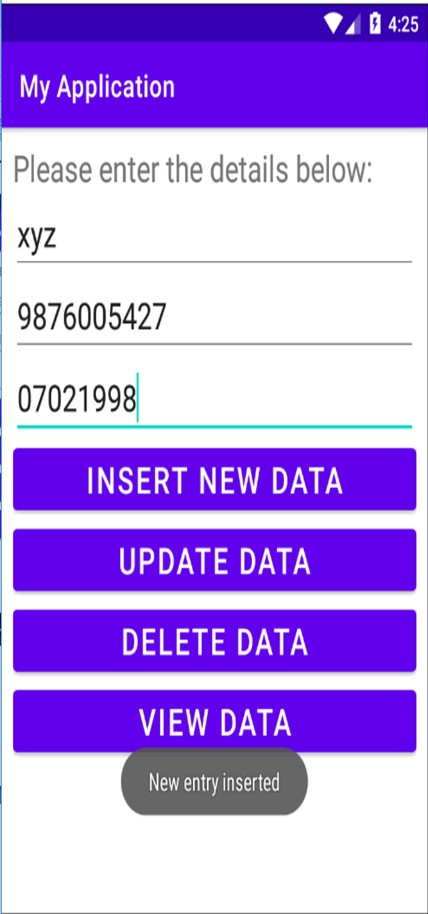 4:25
My Application
Please enter the details below:
xyz
9876005427
07021998
INSERT NEW DATA
UPDATE DATA
DELETE DATA
VIEW DATA
New entry inserted